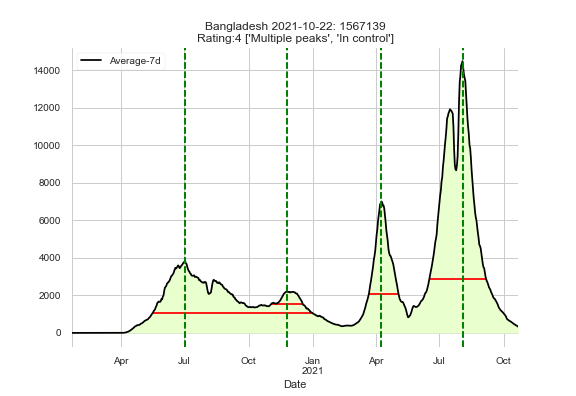 Bangladesh 2021-10-22: 1567139
Rating:4 ['Multiple peaks', 'In control']
Average-7d
14000
12000
10000
8000
6000
4000
2000
0
Apr Jul Oct Jan Apr Jul Oct
2021
Date